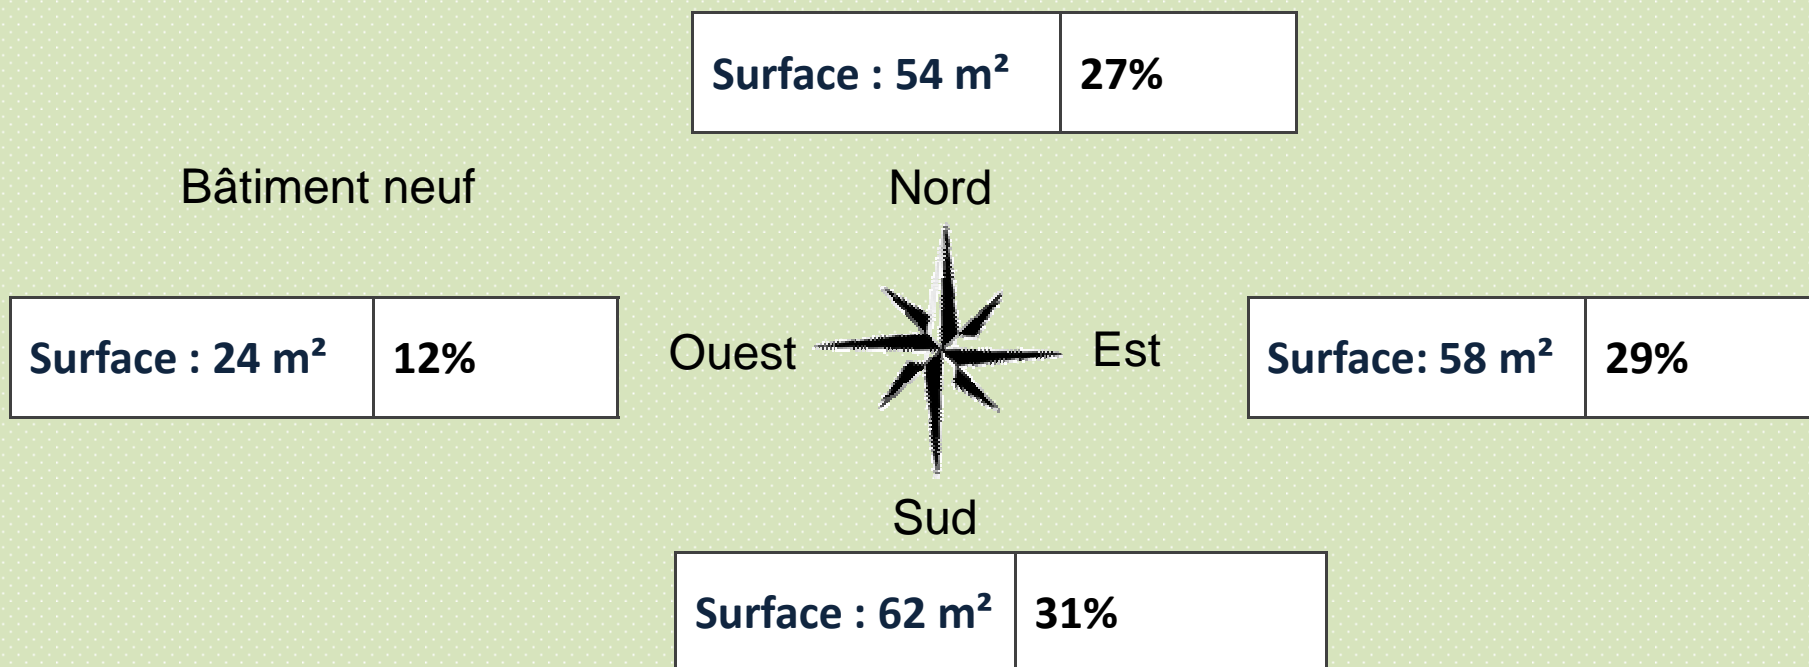 Surface : 54 m² 27%
Bâtiment neuf
Nord
Surface : 24 m² 12%
Ouest
Est
Surface: 58 m² 29%
Sud
Surface : 62 m² 31%